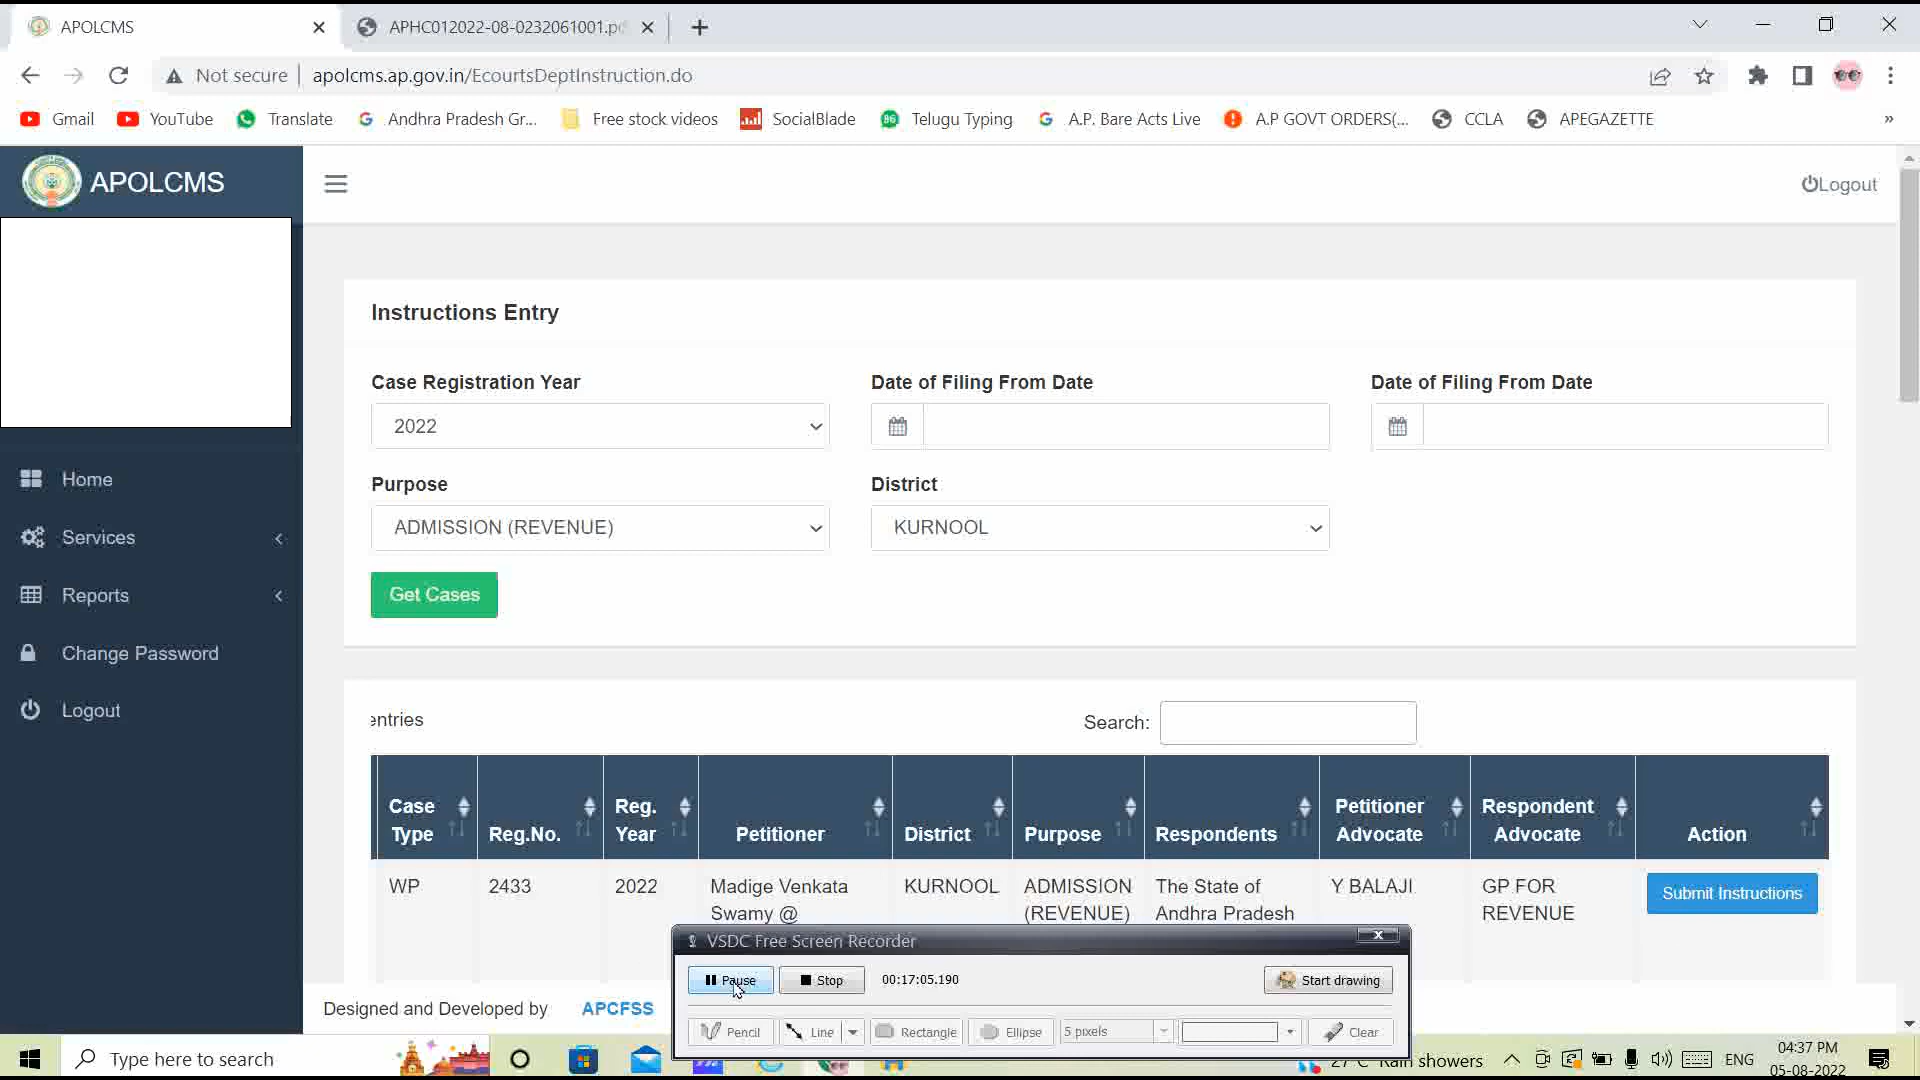 APOLCMS
APHC012022-08-0232061001.p
Not secure
apolcms.ap.gov.in/EcourtsDeptInstruction.do
Gmail
YouTube
Translate
Andhra Pradesh Gr...
Free stock videos
SocialBlade
Telugu Typing
A.P. Bare Acts Live
A.P GOVT ORDERS(...
CCLA
APEGAZETTE
»
APOLCMS
Logout
Home
Services
Reports
Change Password
Logout
Instructions Entry
Case Registration Year
2022
Date of Filing From Date
Date of Filing From Date
Purpose
ADMISSION (REVENUE)
District
KURNOOL
Get Cases
entries
Search:
Case
Type
Reg.No.
Reg.
Year
Petitioner
District
Purpose
Respondents
Petitioner
Advocate
Respondent
Advocate
Action
WP
2433
2022
Madige Venkata
Swamy @
KURNOOL
ADMISSION
(REVENUE)
The State of
Andhra Pradesh
Y BALAJI
GP FOR
REVENUE
Submit Instructions
Designed and Developed by APCFSS
VSDC Free Screen Recorder
Pause
Stop
00:17:05.190
Start drawing
Pencil
Line
Rectangle
Ellipse
5 pixels
Clear
Type here to search
27°C Rain showers
ENG
04:37 PM
05-08-2022